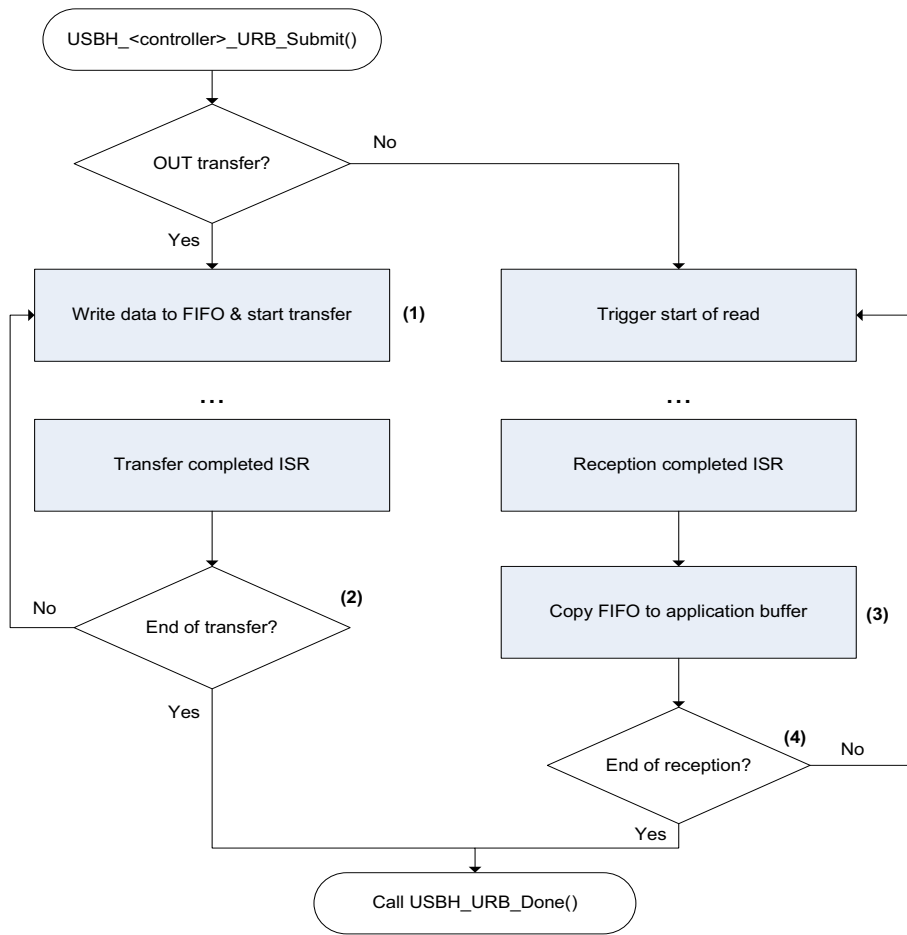 USBH_<controller>_URB_Submit()
OUT transfer?
No
Yes
Write data to FIFO & start transfer
(1)
Trigger start of read
...
...
Transfer completed ISR
Reception completed ISR
(2)
No
End of transfer?
Copy FIFO to application buffer
(3)
Yes
(4)
No
End of reception?
Yes
Call USBH_URB_Done()